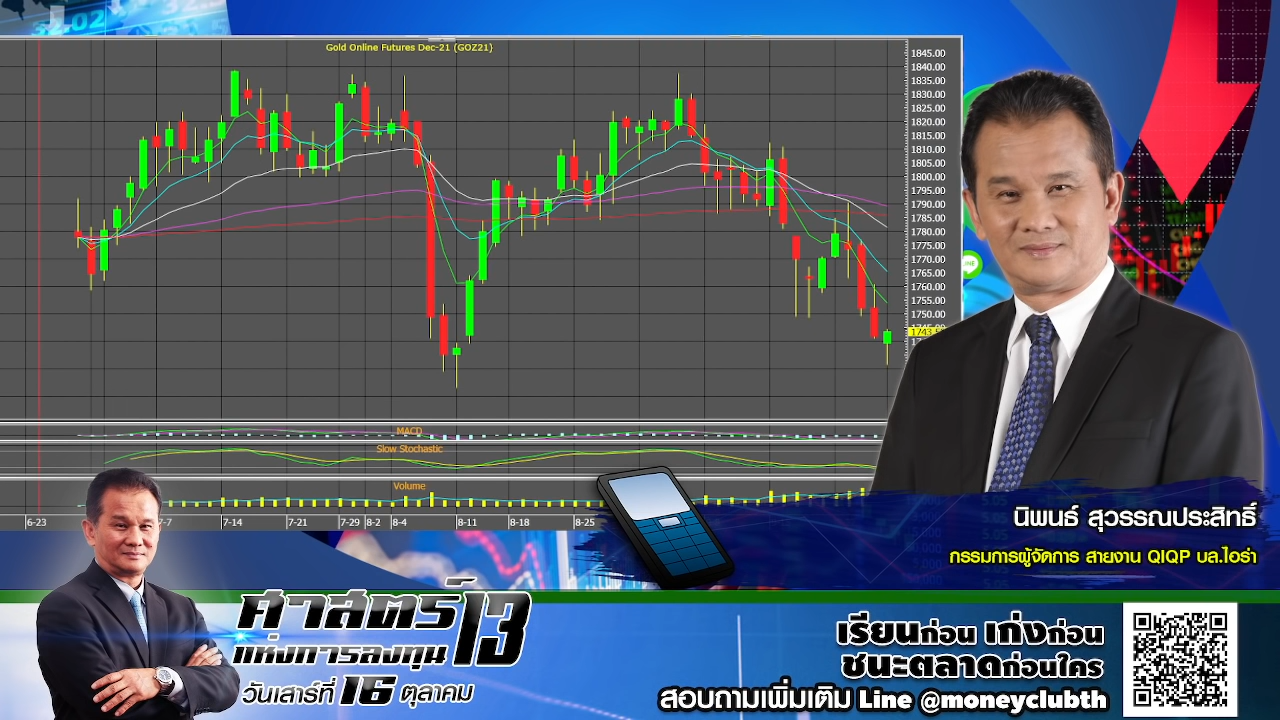 Gold Online Futures Dec-21 (GOZ21)
1845.00
1840.00
1835.00
1830.00
1825.00
1820.00
1815.00
1810.00
1805.00
1800.00
1795.00
1790.00
1785.00
1780.00
1775.00
1770.00
1765.00
1760.00
1755.00
1750.00
1745.00
MACD
Slow Stochastic
Volume
6-23 7-14 7-21 7-29 8-2 8-4 8-11 8-18 8-25
นิพนธ์ สุวรรณประสิทธิ์
กรรมการผู้จัดการ สายงาน QIQP บล.ไอร่า
ศาสตร์ 13
แห่งการลงทุน
วันเสาร์ที่ 16 ตุลาคม
เรียนก่อน เก่งก่อน
ชนะตลาดก่อนใคร
สอบถามเพิ่มเติม Line @moneyclubth